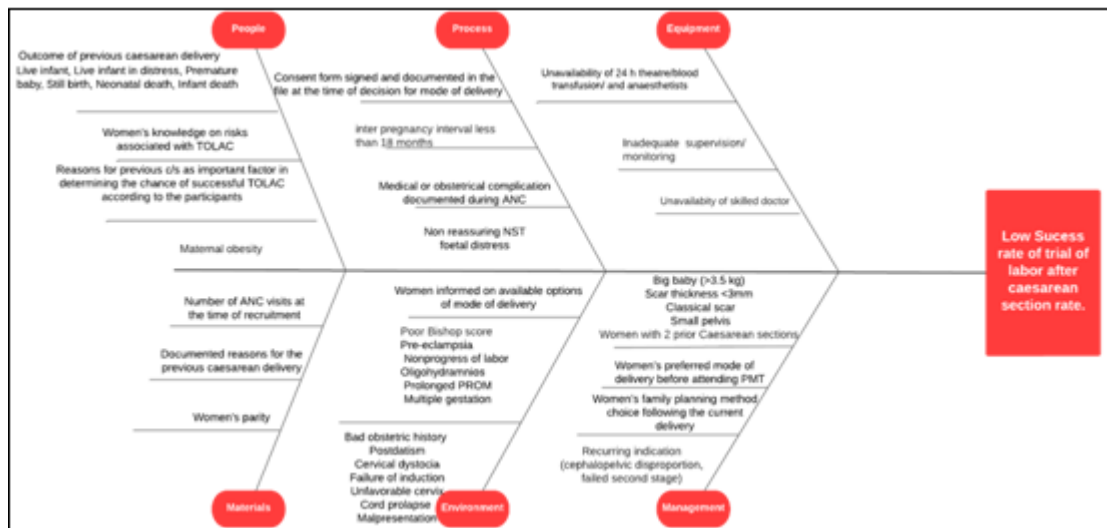 People
Process
Equipment
Outcome of previous caesarean delivery
Live infant, Live infant in distress, Premature
baby, Still birth, Neonatal death, Infant death
Women's knowledge on risks
associated with TOLAC
Reasons for previous c/s as important factor in
determining the chance of successful TOLAC
according to the participants
Maternal obesity
Consent form signed and documented in the
file at the time of decision for mode of delivery
inter pregnancy interval less
than 18 months
Medical or obstetrical complication
documented during ANC
Non reassuring NST
foetal distress
Unavailability of 24 h theatre/blood
transfusion/ and anaesthetists
Inadequate supervision/
monitoring
Unavailabity of skilled doctor
Low Sucess
rate of trial of
labor after
caesarean
section rate.
Number of ANC visits at
the time of recruitment
Documented reasons for the
previous caesarean delivery
Women's parity
Women informed on available options
of mode of delivery
Poor Bishop score
Pre-eclampsia
Nonprogress of labor
Oligohydramnios
Prolonged PROM
Multiple gestation
Bad obstetric history
Postdatism
Cervical dystocia
Failure of induction
Unfavorable cervix
Cord prolapse
Malpresentation
Big baby (>3.5 kg)
Scar thickness <3mm
Classical scar
Small pelvis
Women with 2 prior Caesarean sections
Women's preferred mode of
delivery before attending PMT
Women's family planning method
choice following the current
delivery
Recurring indication
(cephalopelvic disproportion,
failed second stage)
Materials
Environment
Management